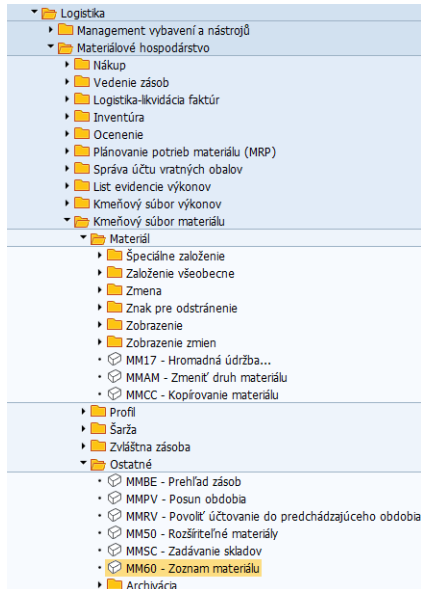 Logistika
Management vybavení a nástrojů
Materiálové hospodárstvo
Nákup
Vedenie zásob
Logistika-likvidácia faktúr
Inventúra
Ocenenie
Plánovanie potrieb materiálu (MRP)
Správa účtu vratných obalov
List evidencie výkonov
Kmeňový súbor výkonov
Kmeňový súbor materiálu
Materiál
Špeciálne založenie
Založenie všeobecne
Zmena
Znak pre odstránenie
Zobrazenie
Zobrazenie zmien
MM17 - Hromadná údržba...
MMAM - Zmeniť druh materiálu
MMCC - Kopírovanie materiálu
Profil
Šarža
Zvláštna zásoba
Ostatné
MMBE - Prehľad zásob
MMPV - Posun obdobia
MMRV - Povoliť účtovanie do predchádzajúceho obdobia
MM50 - Rozšíriteľné materiály
MMSC - Zadávanie skladov
MM60 - Zoznam materiálu
Archivácia